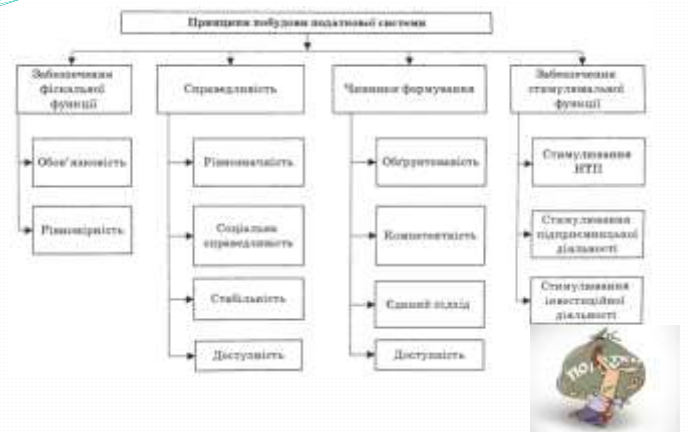 Принципи побудови податкової системи
Забезпечення
фіскальної
функції
Справедливість
Чинники формування
Забезпечення
стимулювальної
функції
Обов'язковість
Рівнозначність
Обґрунтованість
Стимулювання
НТП
Рівномірність
Соціальна
справедливість
Компетентність
Стимулювання
підприємницької
діяльності
Стабільність
Єдиний підхід
Стимулювання
інвестиційної
діяльності
Доступність
Доступність